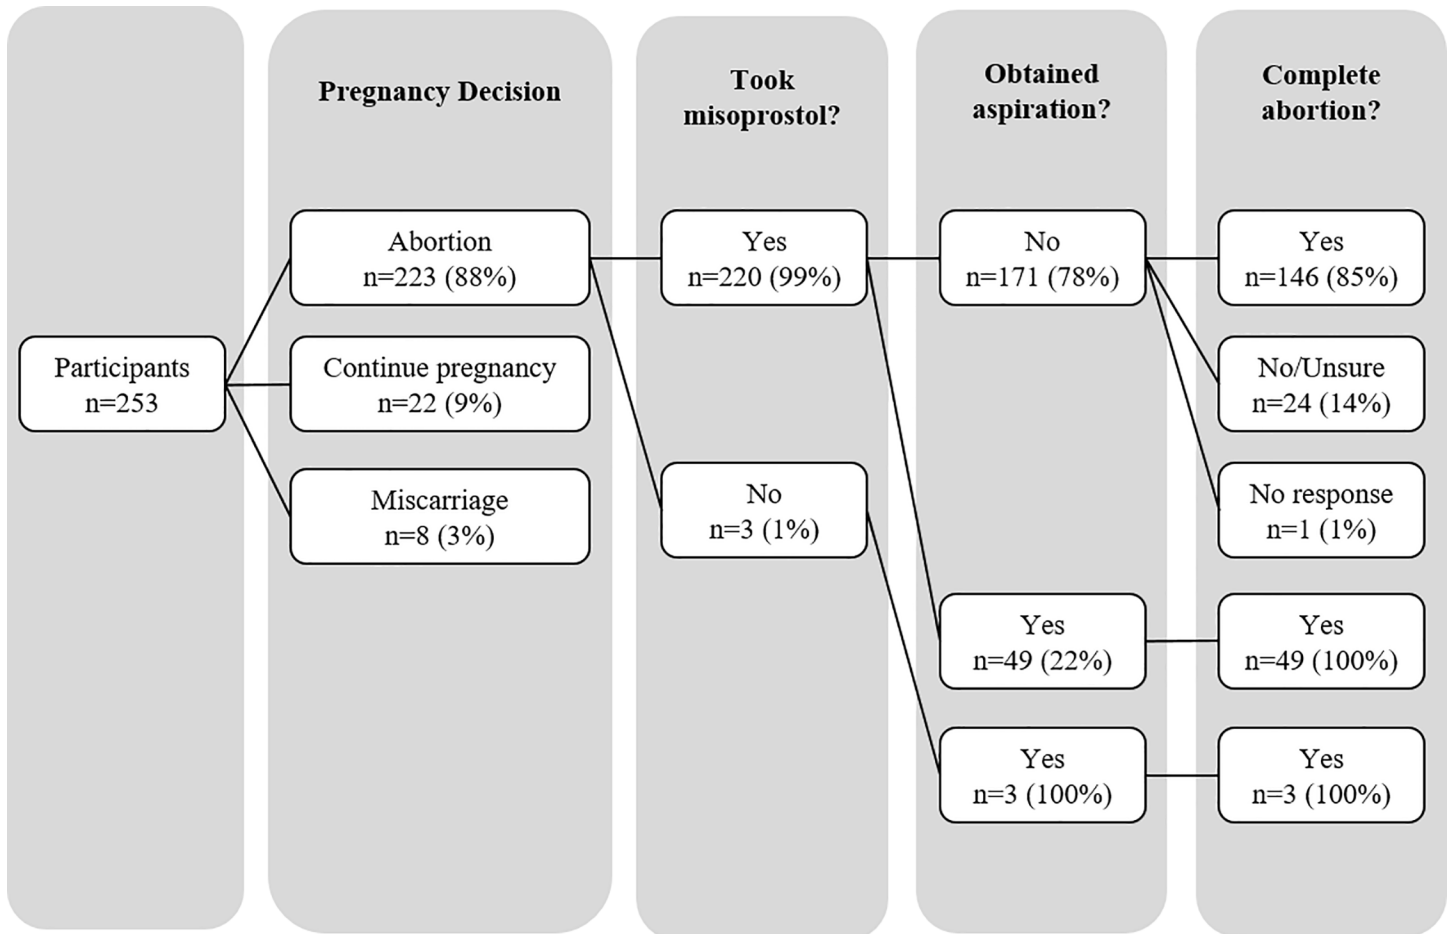 Pregnancy Decision
Took
misoprostol?
Obtained
aspiration?
Complete
abortion?
Participants
n=253
Abortion
n=223 (88%)
Continue pregnancy
n=22 (9%)
Miscarriage
n=8 (3%)
Yes
n=220 (99%)
No
n=3 (1%)
No
n=171 (78%)
Yes
n=49 (22%)
Yes
n=3 (100%)
Yes
n=146 (85%)
No/Unsure
n=24 (14%)
No response
n=1 (1%)
Yes
n=49 (100%)
Yes
n=3 (100%)